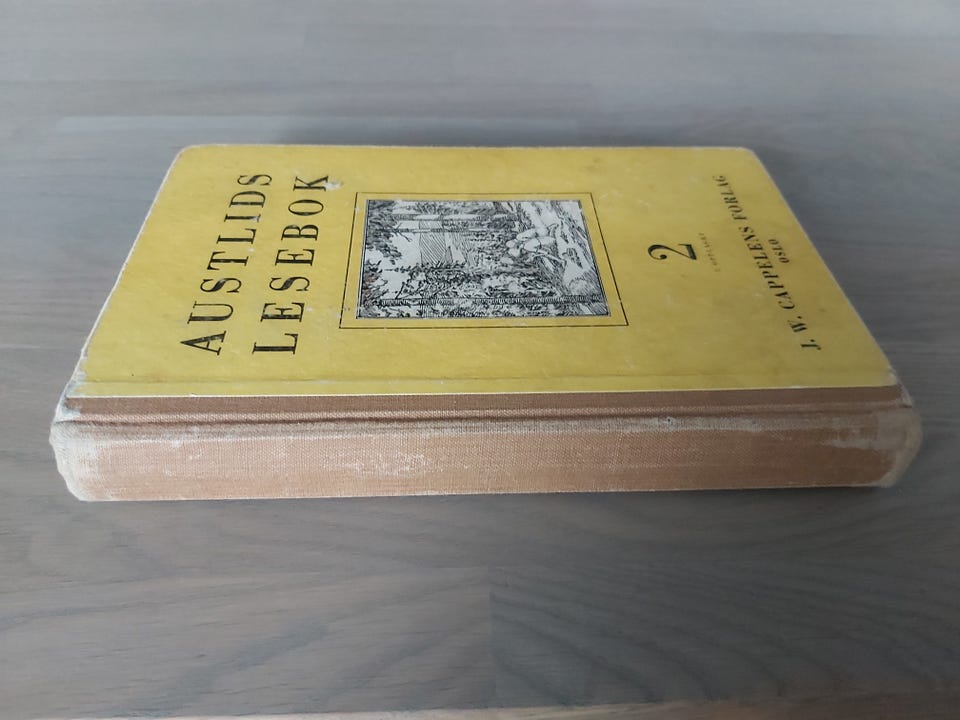 AUSTLIDS
LESEBOK
2
J. W. CAPPELENS FORLAG
OSLO